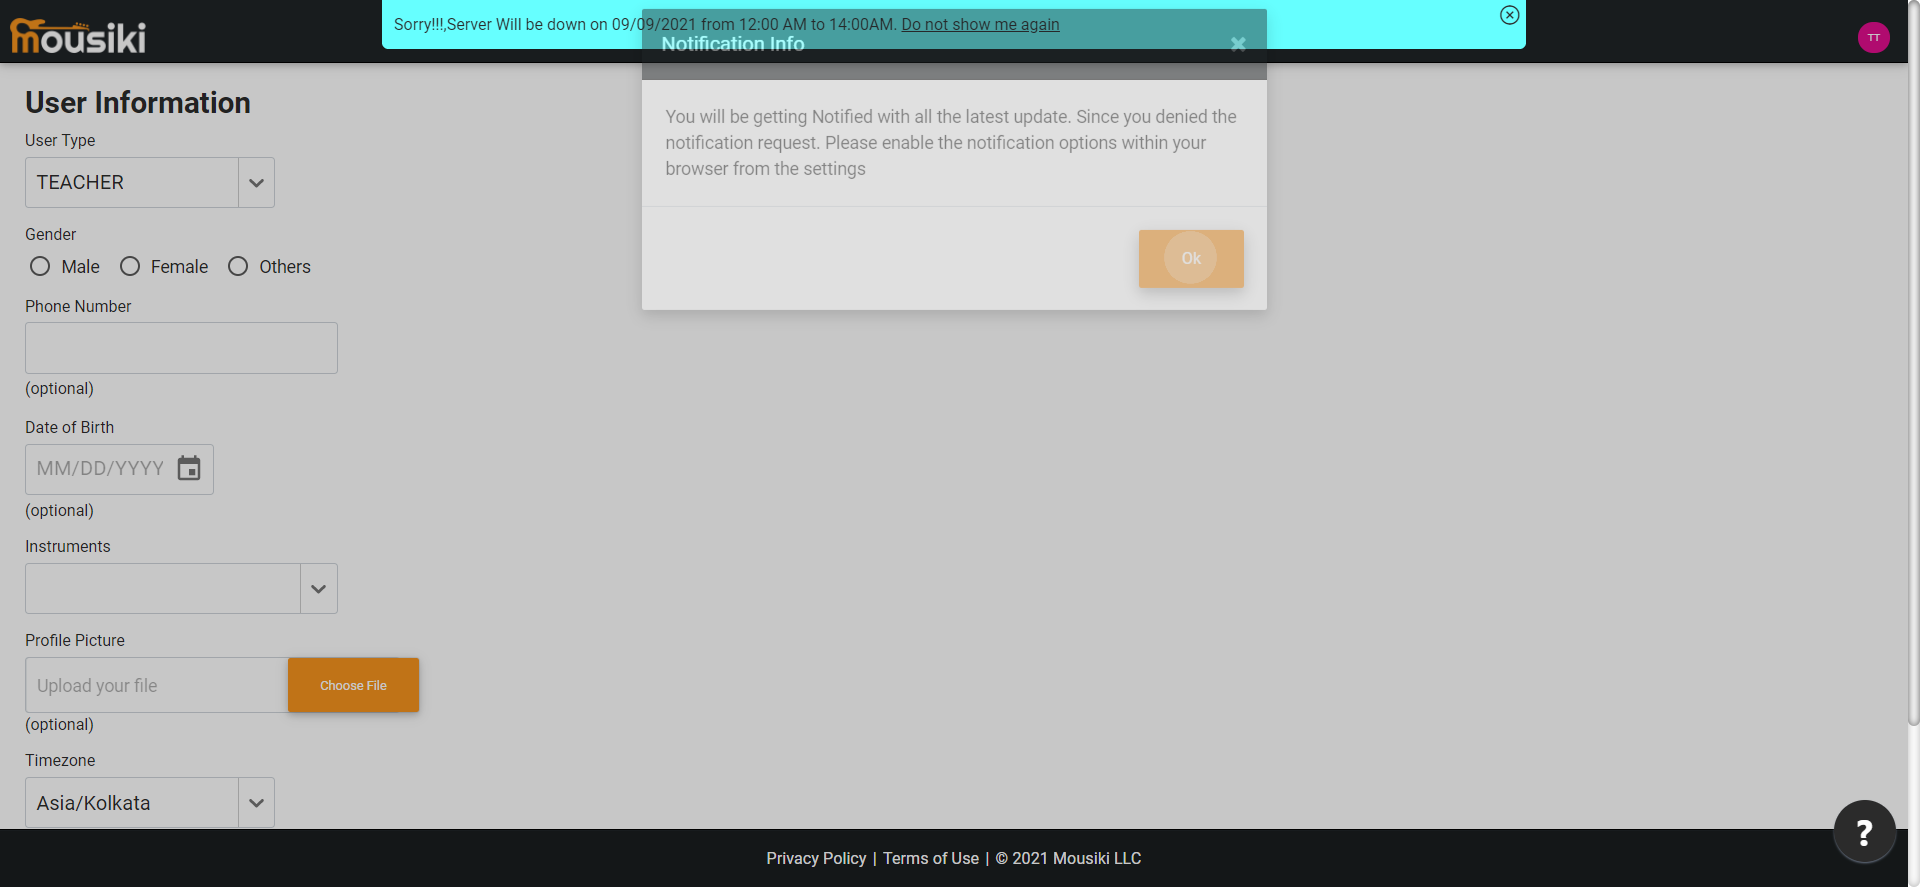 mousiki
Sorry!!!,Server Will be down on 09/09/2021 from 12:00 AM to 14:00AM. Do not show me again
TT
Notification Info
You will be getting Notified with all the latest update. Since you denied the
notification request. Please enable the notification options within your
browser from the settings
Ok
User Information
User Type
TEACHER
Gender
Male Female Others
Phone Number
(optional)
Date of Birth
MM/DD/YYYY
(optional)
Instruments
Profile Picture
Upload your file Choose File
(optional)
Timezone
Asia/Kolkata
?
Privacy Policy | Terms of Use | © 2021 Mousiki LLC